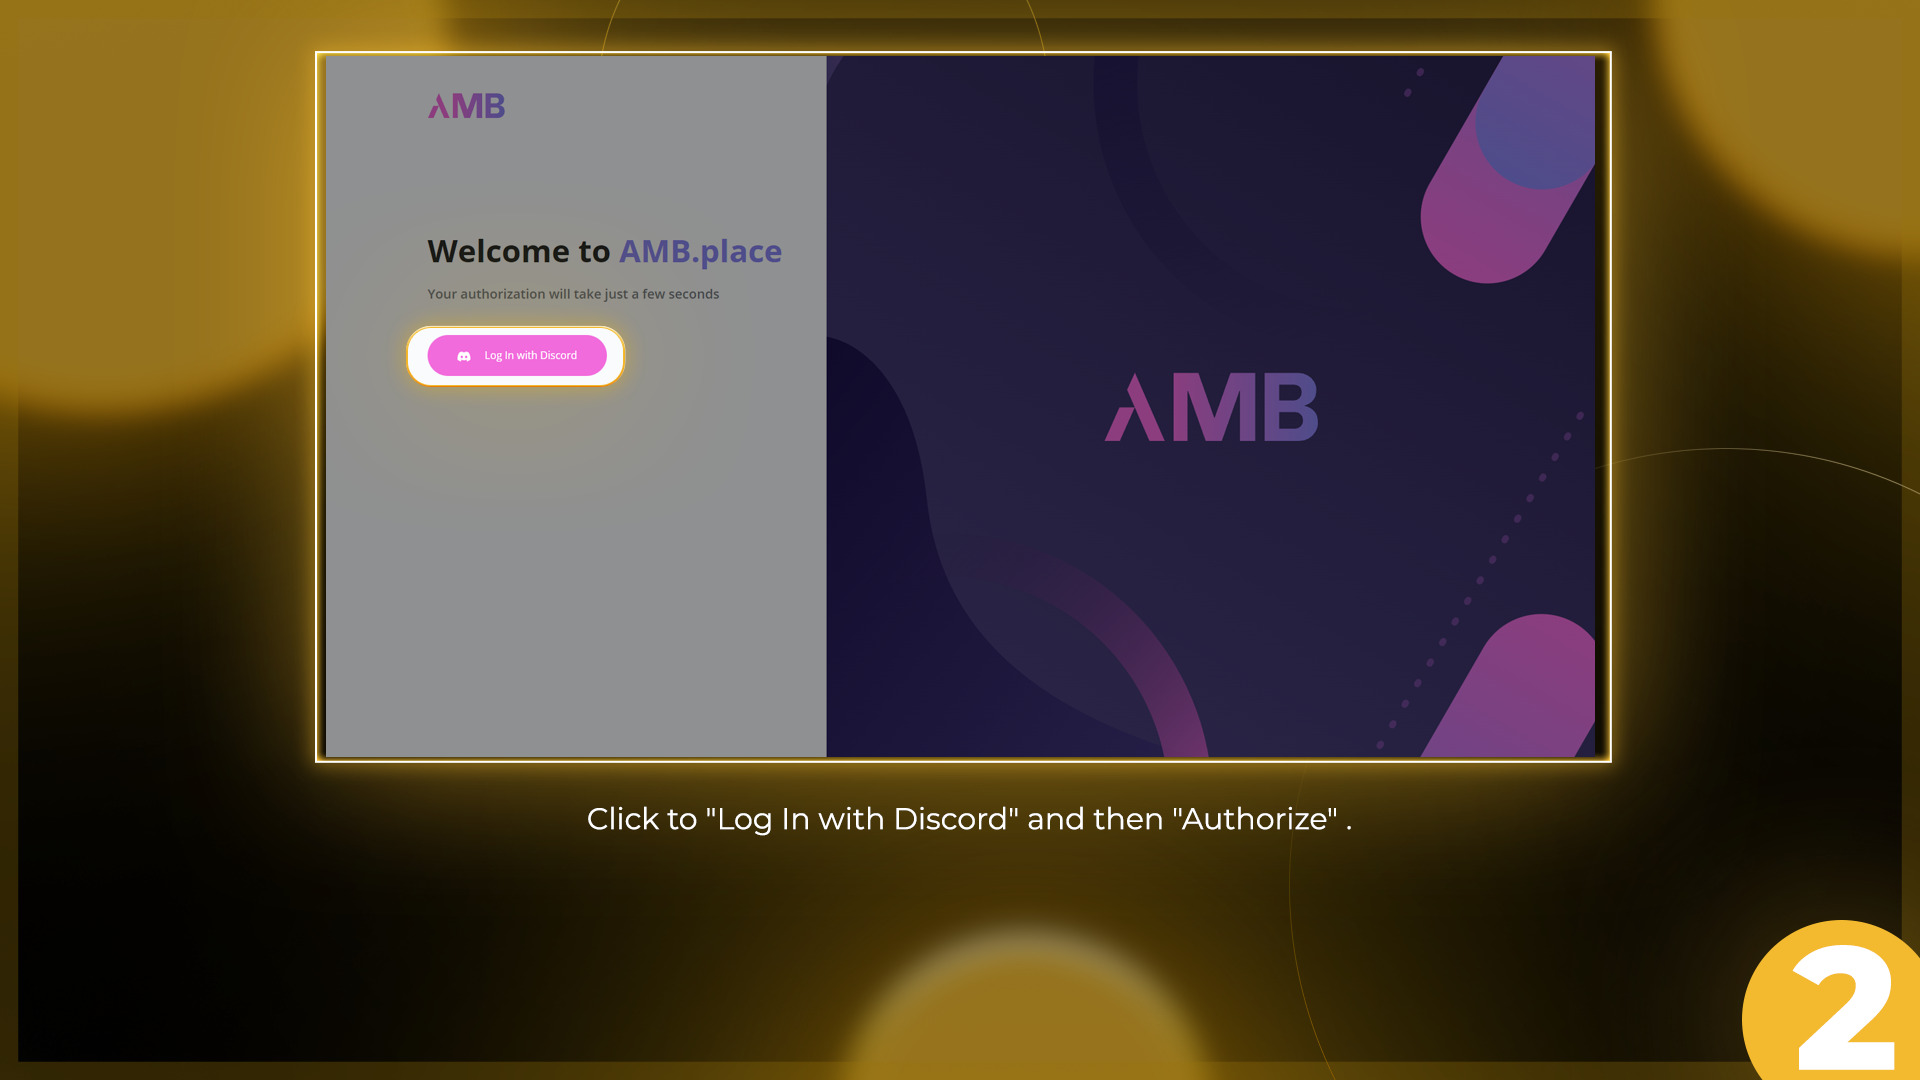 AMB
Welcome to AMB.place
Your authorization will take just a few seconds
Log In with Discord
AMB
Click to "Log In with Discord" and then "Authorize" .
2